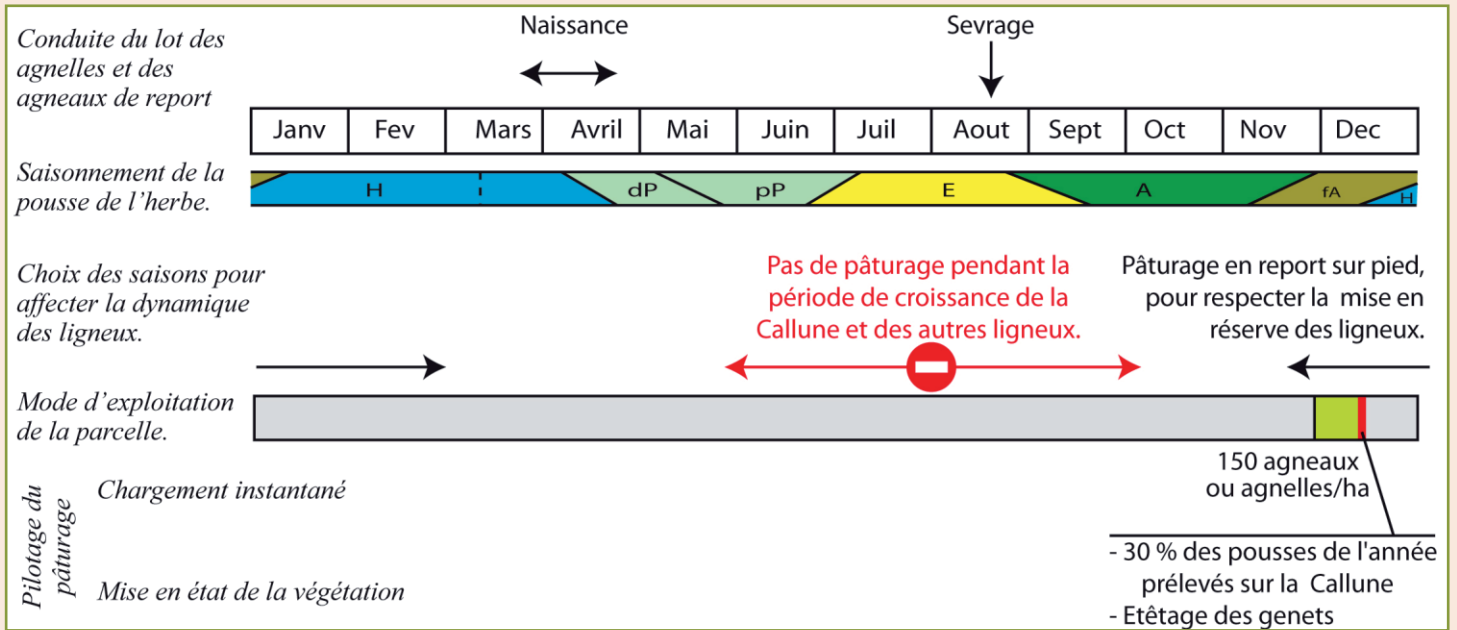 Conduite du lot des
agnelles et des
agneaux de report
Naissance
Sevrage
Janv Fev Mars Avril Mai Juin Juil Aout Sept Oct Nov Dec
Saisonnement de la
pousse de l'herbe.
H dP pP E A fA H
Choix des saisons pour
affecter la dynamique
des ligneux.
Pas de pâturage pendant la
période de croissance de la
Callune et des autres ligneux.
Pâturage en report sur pied,
pour respecter la mise en
réserve des ligneux.
Mode d'exploitation
de la parcelle.
Pilotage du
pâturage
Chargement instantané
150 agneaux
ou agnelles/ha
Mise en état de la végétation
- 30 % des pousses de l'année
prélevés sur la Callune
- Etêtage des genets